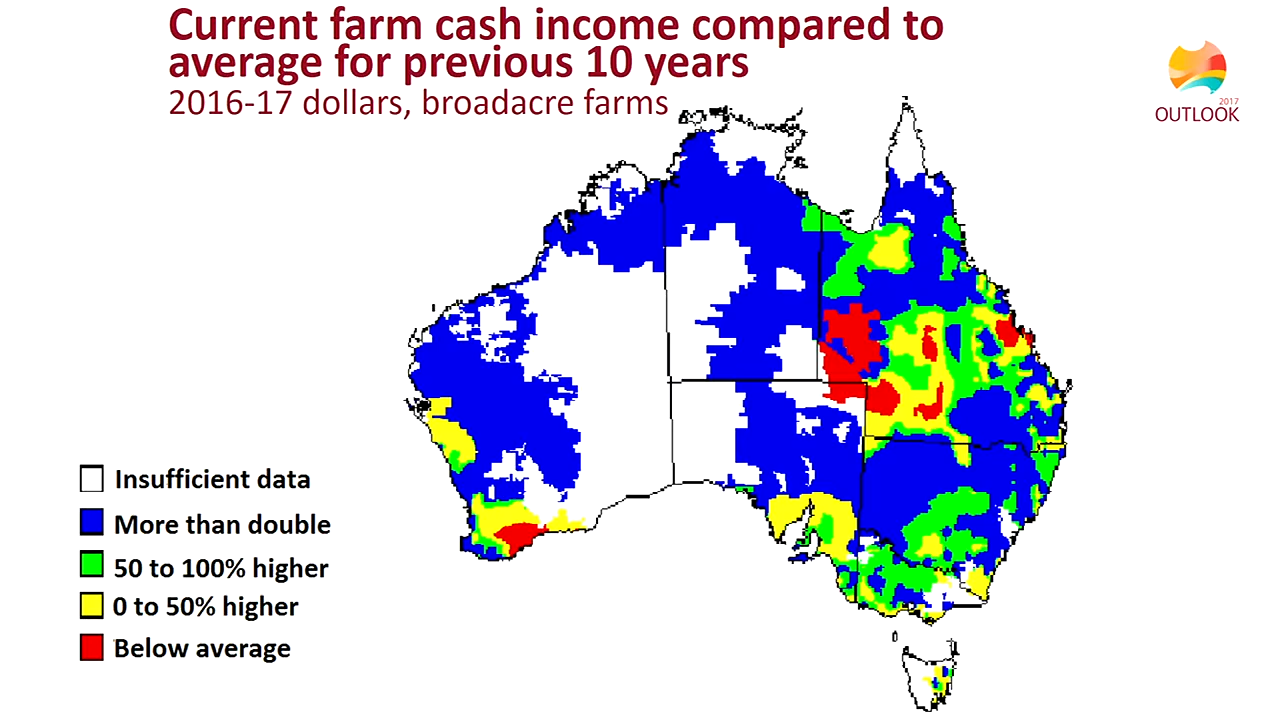 Current farm cash income compared to
average for previous 10 years
2016-17 dollars, broadacre farms
2017
OUTLOOK
Insufficient data
More than double
50 to 100% higher
0 to 50% higher
Below average